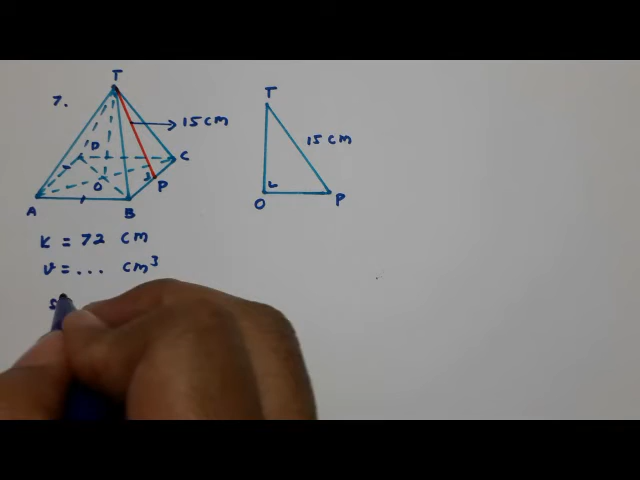 7.
T
15 cm
D
C
O
P
A
B
T
15 cm
O
P
K = 72 cm
V = ... cm³
s